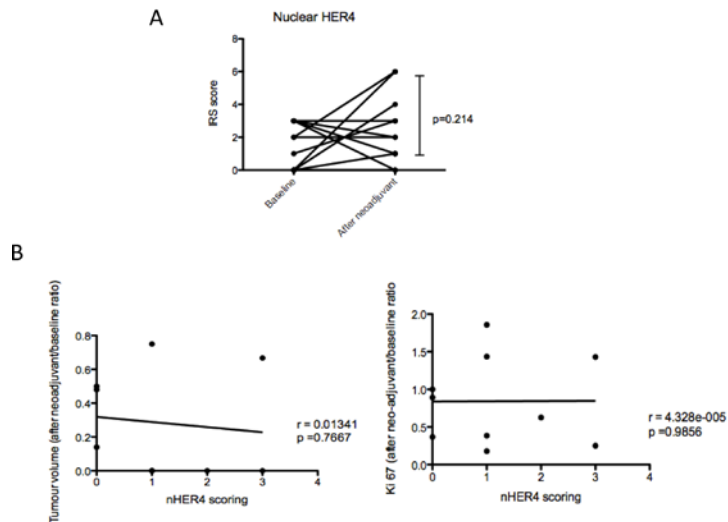 A
Nuclear HER4
IRS score
8
6
4
2
0
p=0.214
Baseline
After neoadjuvant
B
Tumour volume (after neoadjuvant/baseline ratio)
0.8
0.6
0.4
0.2
0.0
0
1
2
3
4
r = 0.01341
p =0.7667
nHER4 scoring
Ki 67 (after neo-adjuvant/baseline ratio
2.0
1.5
1.0
0.5
0.0
0
1
2
3
4
r = 4.328e-005
p =0.9856
nHER4 scoring